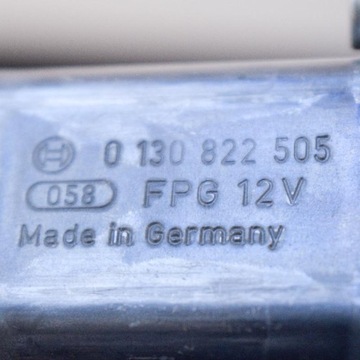 0 130 822 505
058 FPG 12V
Made in Germany